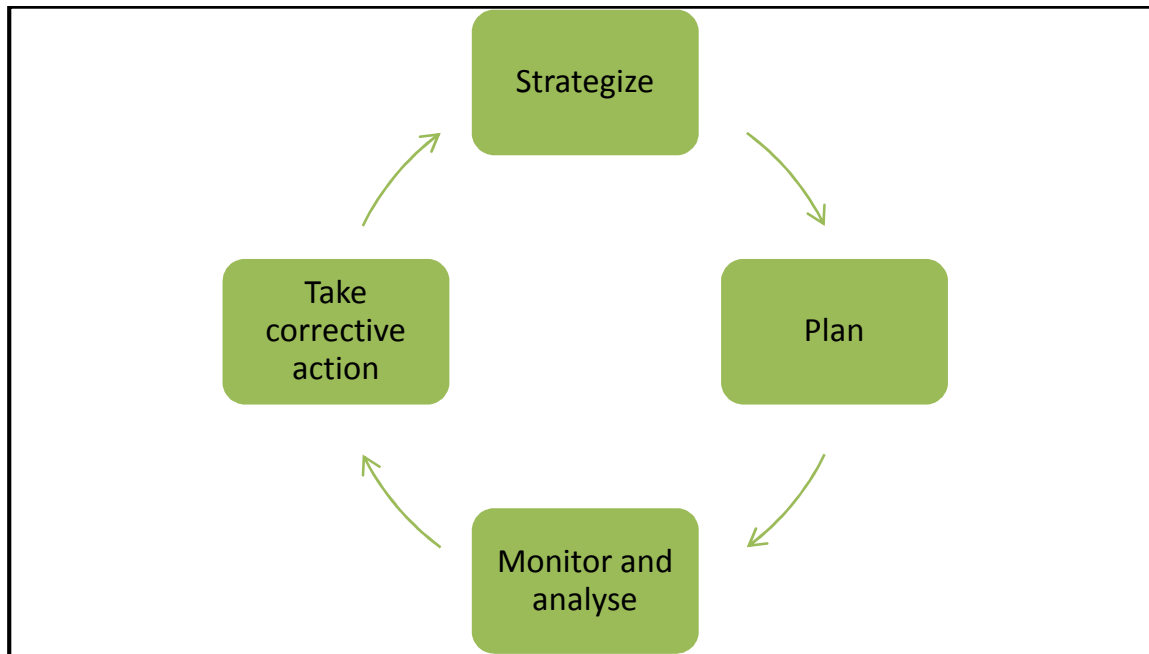 Strategize
Plan
Monitor and
analyse
Take
corrective
action